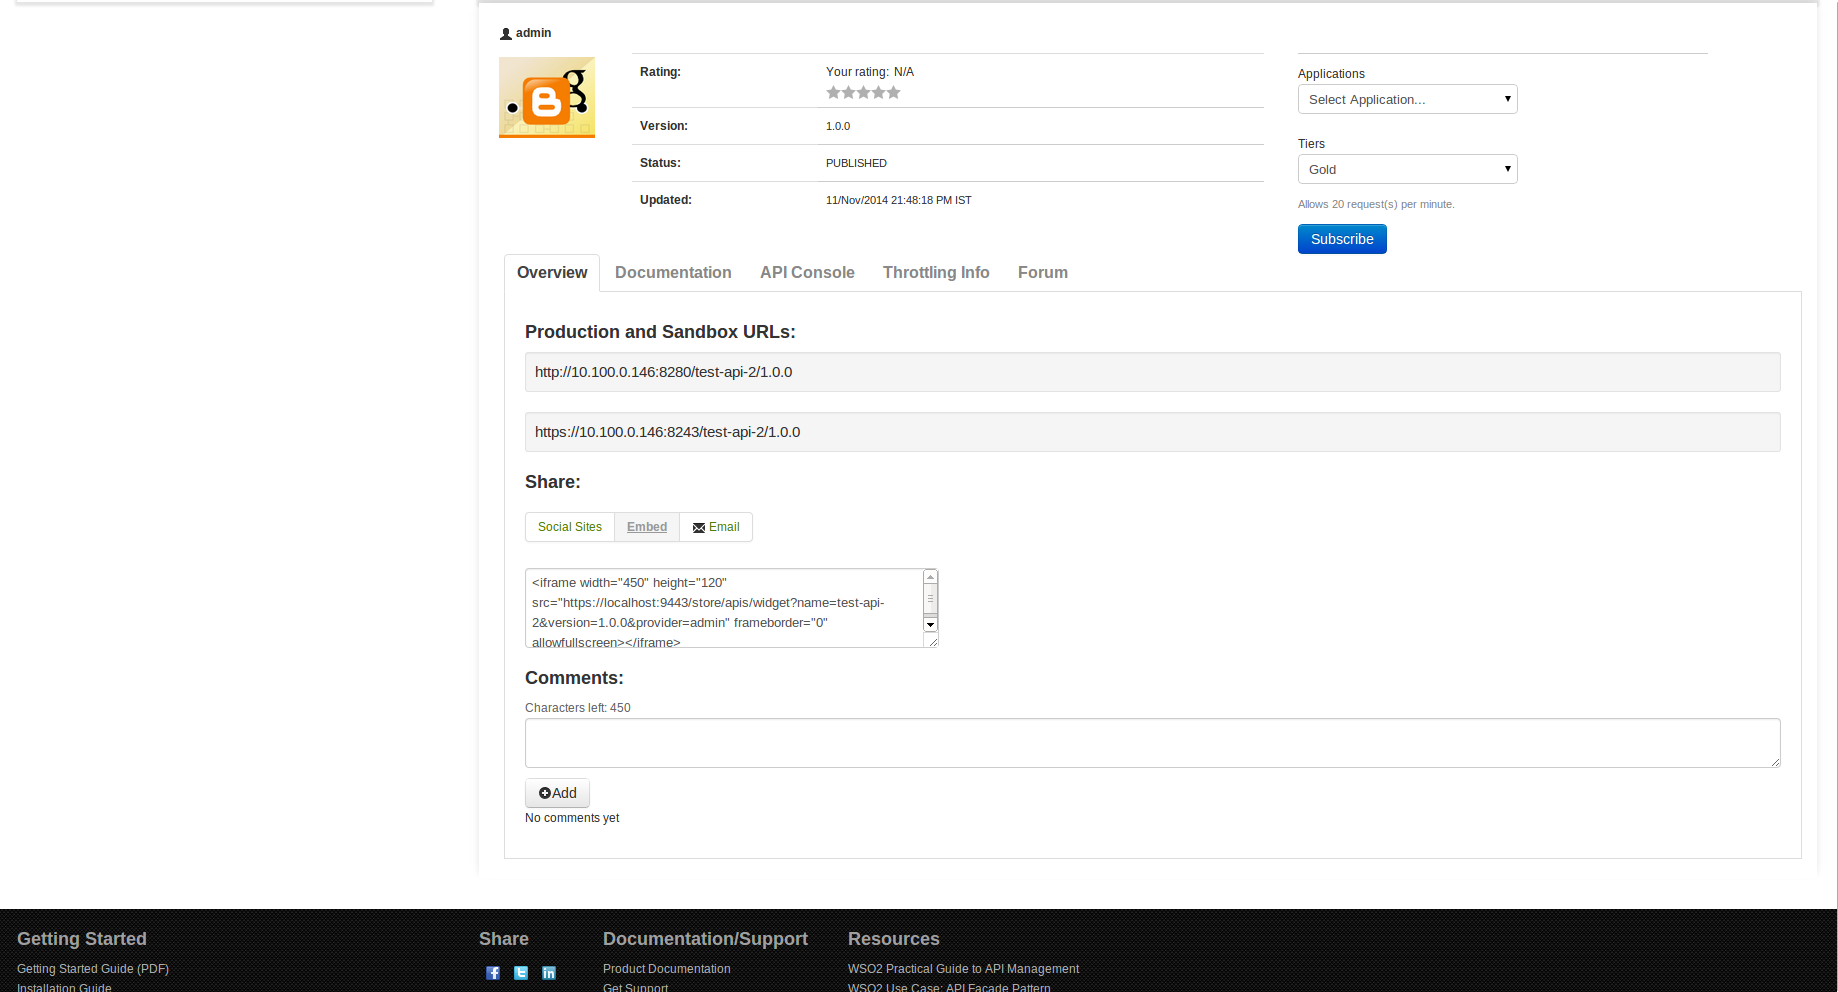 admin
.g
B
Rating:
Your rating: N/A
Version:
1.0.0
Status:
PUBLISHED
Updated:
11/Nov/2014 21:48:18 PM IST
Applications
Select Application...
Tiers
Gold
Allows 20 request(s) per minute.
Subscribe
Overview
Documentation
API Console
Throttling Info
Forum
Production and Sandbox URLs:
http://10.100.0.146:8280/test-api-2/1.0.0
https://10.100.0.146:8243/test-api-2/1.0.0
Share:
Social Sites
Embed
Email
<iframe width="450" height="120"
src="https://localhost:9443/store/apis/widget?name=test-api-
2&version=1.0.0&provider=admin" frameborder="0"
allowfullscreen></iframe>
Comments:
Characters left: 450
Add
No comments yet
Getting Started
Getting Started Guide (PDF)
Installation Guide
Share
f
t
in
Documentation/Support
Product Documentation
Get Support
Resources
WSO2 Practical Guide to API Management
WSO2 Use Case: API Facade Pattern